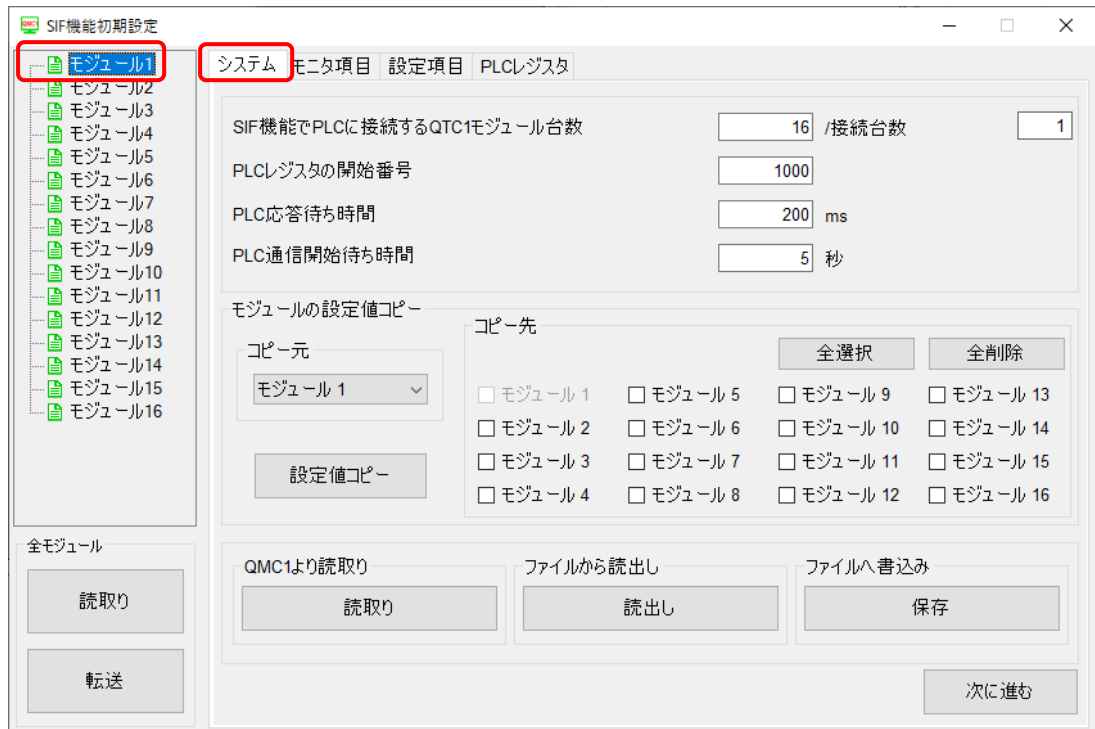 QMC1 SIF機能初期設定
モジュール1
モジュール2
モジュール3
モジュール4
モジュール5
モジュール6
モジュール7
モジュール8
モジュール9
モジュール10
モジュール11
モジュール12
モジュール13
モジュール14
モジュール15
モジュール16
全モジュール
読取り
転送
システム モニタ項目 設定項目 PLCレジスタ
SIF機能でPLCに接続するQTC1モジュール台数 16 /接続台数 1
PLCレジスタの開始番号 1000
PLC応答待ち時間 200 ms
PLC通信開始待ち時間 5 秒
モジュールの設定値コピー
コピー元
モジュール 1
設定値コピー
コピー先
全選択 全削除
モジュール 1 モジュール 5 モジュール 9 モジュール 13
モジュール 2 モジュール 6 モジュール 10 モジュール 14
モジュール 3 モジュール 7 モジュール 11 モジュール 15
モジュール 4 モジュール 8 モジュール 12 モジュール 16
QMC1より読取り ファイルから読出し ファイルへ書込み
読取り 読出し 保存
次に進む